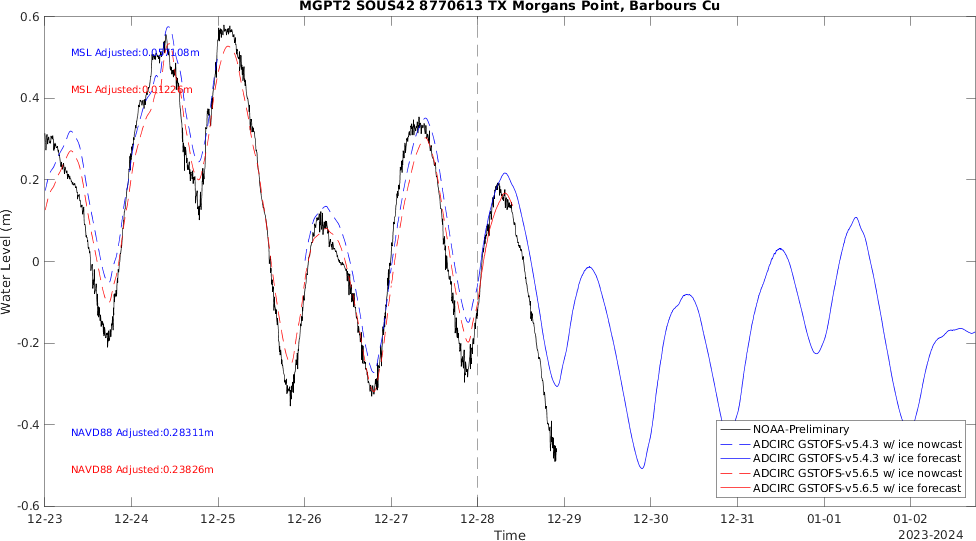 MGPT2 SOUS42 8770613 TX Morgans Point, Barbours Cu
0.6
0.4
0.2
0
-0.2
-0.4
-0.6
Water Level (m)
MSL Adjusted:0.057108m
MSL Adjusted:0.01226m
NAVD88 Adjusted:0.28311m
NAVD88 Adjusted:0.23826m
NOAA-Preliminary
ADCIRC GSTOFS-v5.4.3 w/ ice nowcast
ADCIRC GSTOFS-v5.4.3 w/ ice forecast
ADCIRC GSTOFS-v5.6.5 w/ ice nowcast
ADCIRC GSTOFS-v5.6.5 w/ ice forecast
12-23 12-24 12-25 12-26 12-27 12-28 12-29 12-30 12-31 01-01 01-02
Time
2023-2024